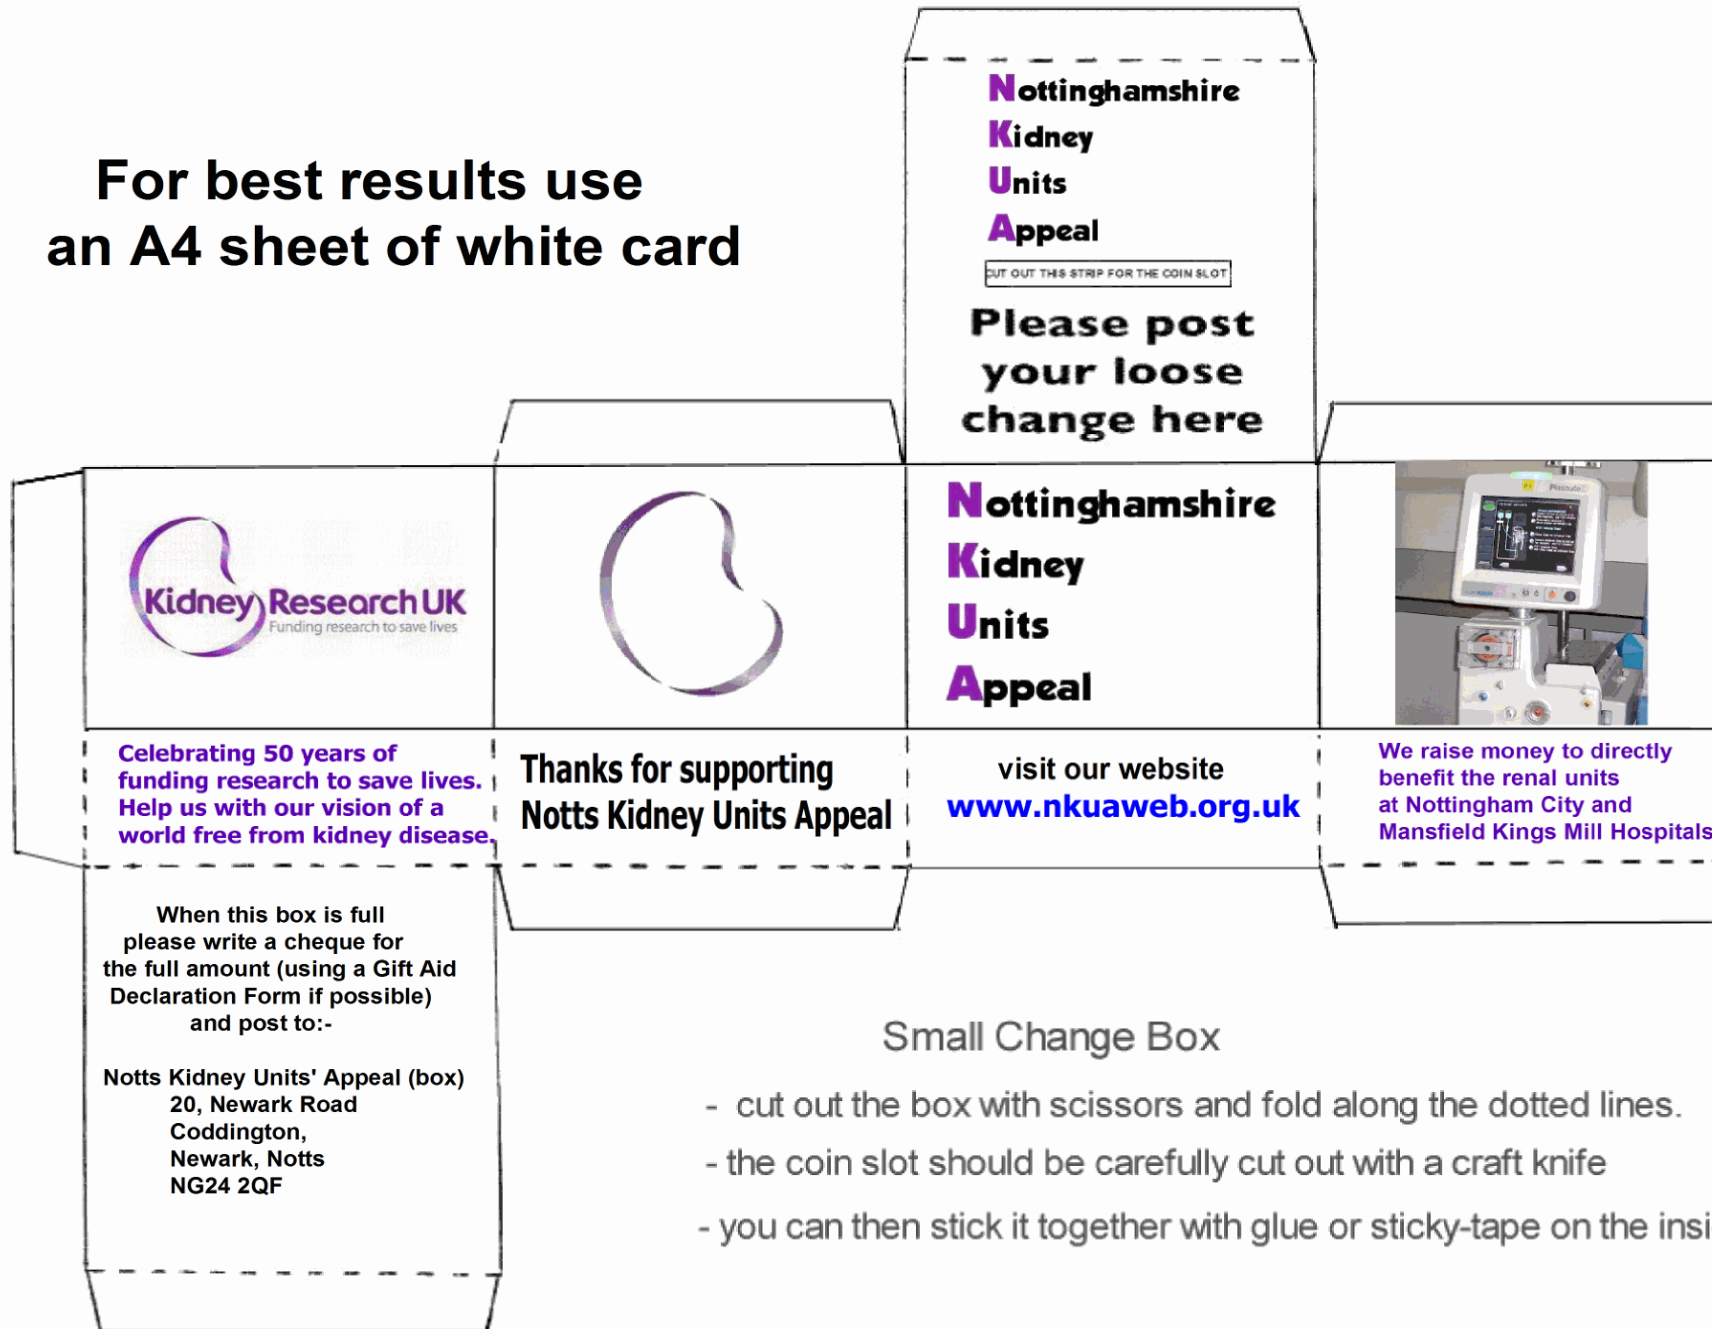 For best results use
an A4 sheet of white card
Nottinghamshire
Kidney
Units
Appeal
CUT OUT THIS STRIP FOR THE COIN SLOT
Please post
your loose
change here
Kidney Research UK
Funding research to save lives
Nottinghamshire
Kidney
Units
Appeal
Celebrating 50 years of
funding research to save lives.
Help us with our vision of a
world free from kidney disease.
Thanks for supporting
Notts Kidney Units Appeal
visit our website
www.nkuaweb.org.uk
We raise money to directly
benefit the renal units
at Nottingham City and
Mansfield Kings Mill Hospitals
When this box is full
please write a cheque for
the full amount (using a Gift Aid
Declaration Form if possible)
and post to:-
Notts Kidney Units' Appeal (box)
20, Newark Road
Coddington,
Newark, Notts
NG24 2QF
Small Change Box
- cut out the box with scissors and fold along the dotted lines.
- the coin slot should be carefully cut out with a craft knife
- you can then stick it together with glue or sticky-tape on the insi